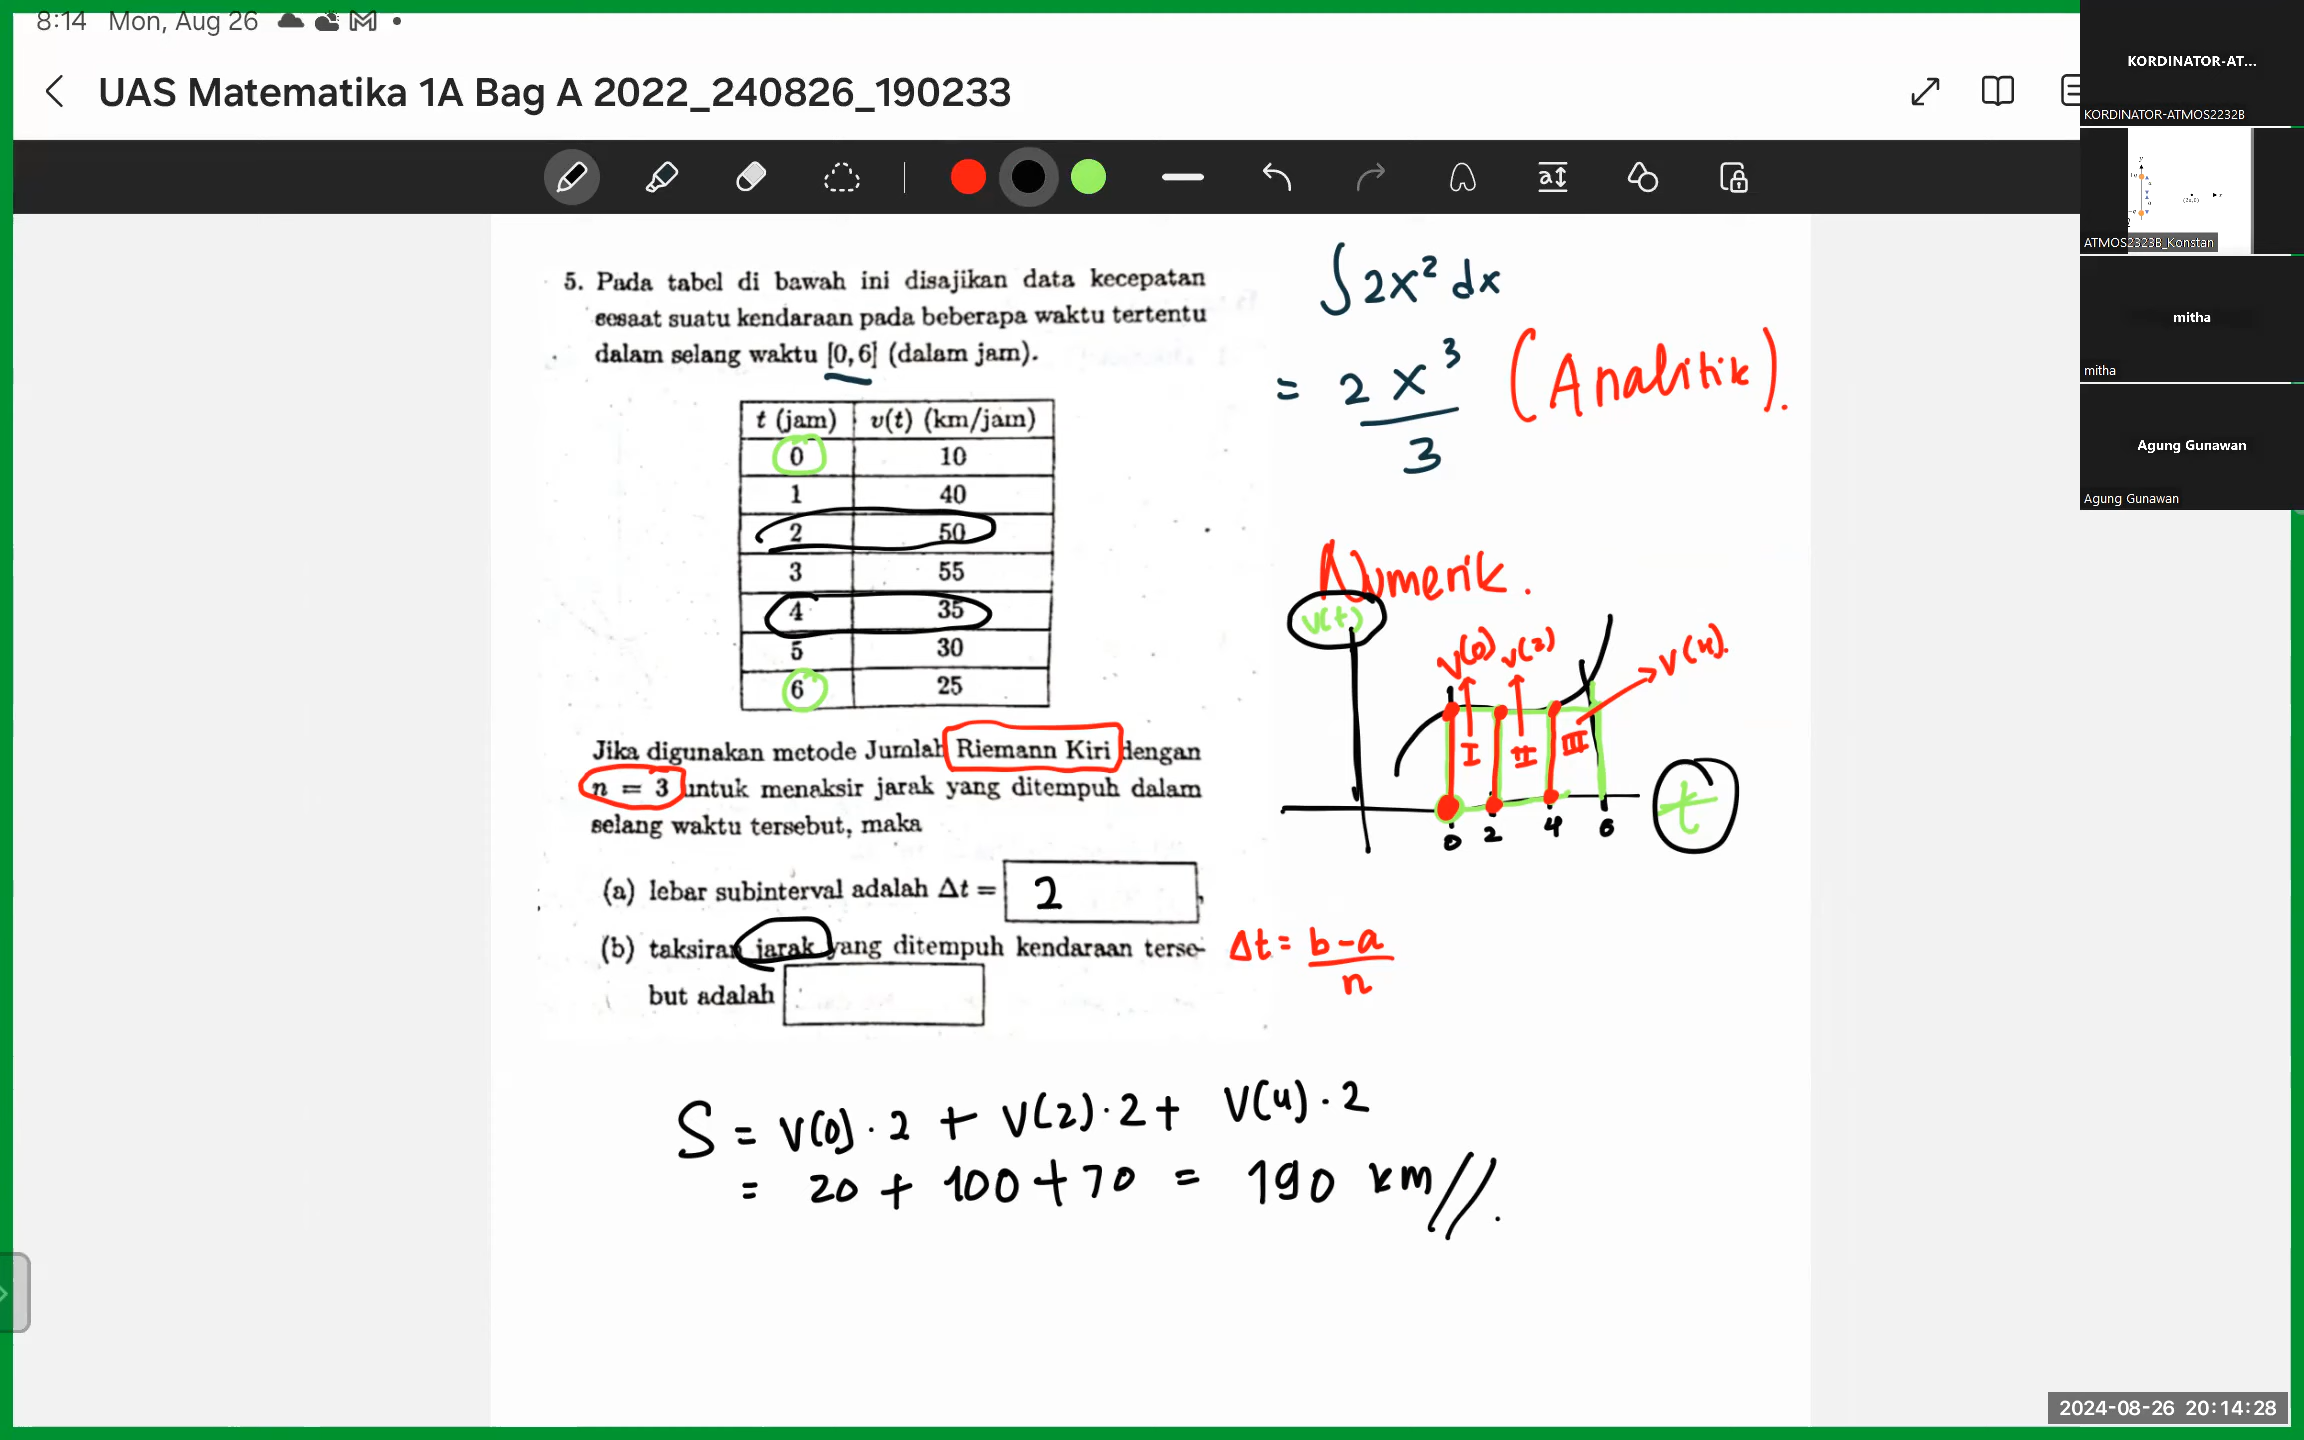 8:14 Mon, Aug 26
UAS Matematika 1A Bag A 2022_240826_190233
5. Pada tabel di bawah ini disajikan data kecepatan
sesaat suatu kendaraan pada beberapa waktu tertentu
dalam selang waktu [0, 6] (dalam jam).
t (jam) v(t) (km/jam)
0 10
1 40
2 50
3 55
4 35
5 30
6 25
Jika digunakan metode Jumlah Riemann Kiri dengan
n = 3 untuk menaksir jarak yang ditempuh dalam
selang waktu tersebut, maka
(a) lebar subinterval adalah Δt = 2,
(b) taksiran jarak yang ditempuh kendaraan terse-
but adalah
∫ 2x² dx
= 2x³/3 (Analitik).
Numerik.
v(t)
v(0) v(2) v(4).
I II III
0 2 4 6
t
Δt = b-a/n
S = v(0) · 2 + v(2) · 2 + v(4) · 2
= 20 + 100 + 70 = 190 km//.
KORDINATOR-AT...
KORDINATOR-ATMOS2232B
ATMOS2323B_Konstan
mitha
mitha
Agung Gunawan
Agung Gunawan
2024-08-26 20:14:28